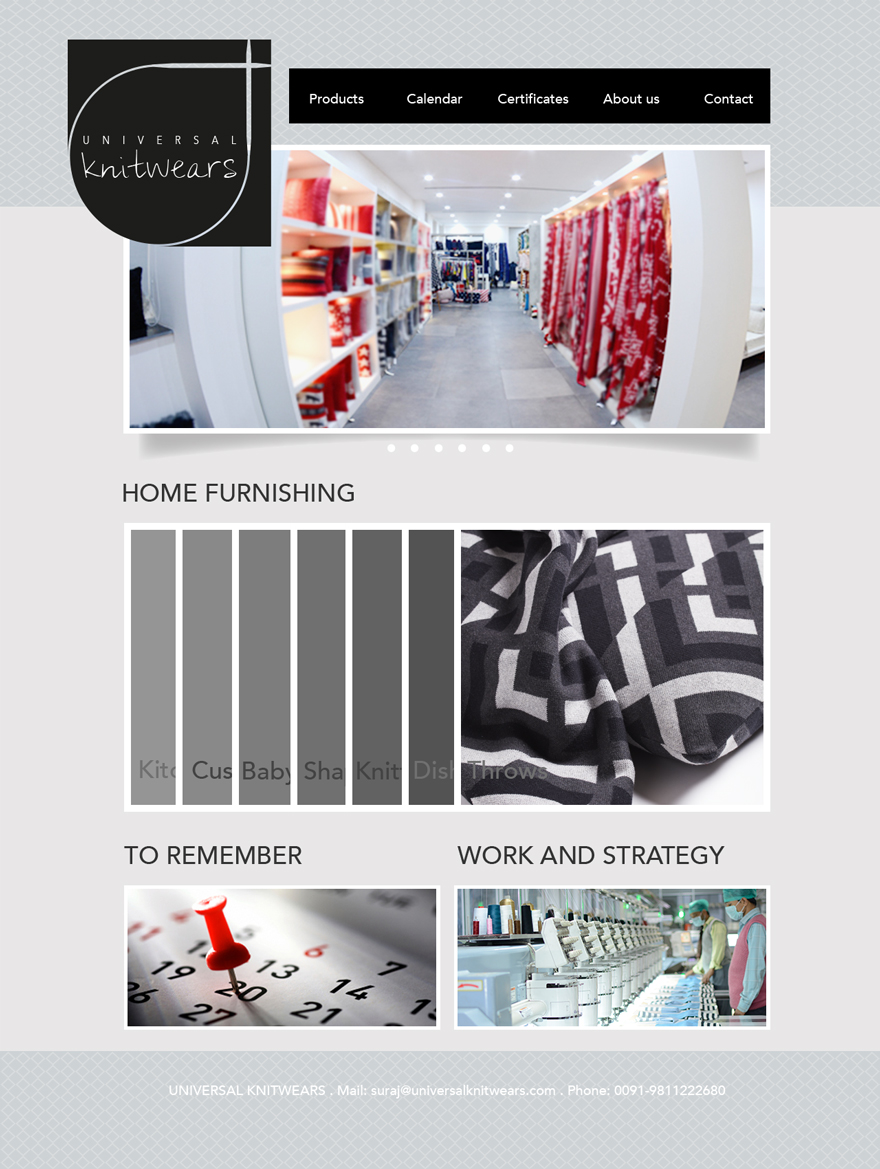 UNIVERSAL
knitwears
Products Calendar Certificates About us Contact
HOME FURNISHING
Kitc Cus Baby Sha Knitt Dish Throws
TO REMEMBER
WORK AND STRATEGY
6
19 13 7
26 20 14
27 21
UNIVERSAL KNITWEARS . Mail: suraj@universalknitwears.com . Phone: 0091-9811222680